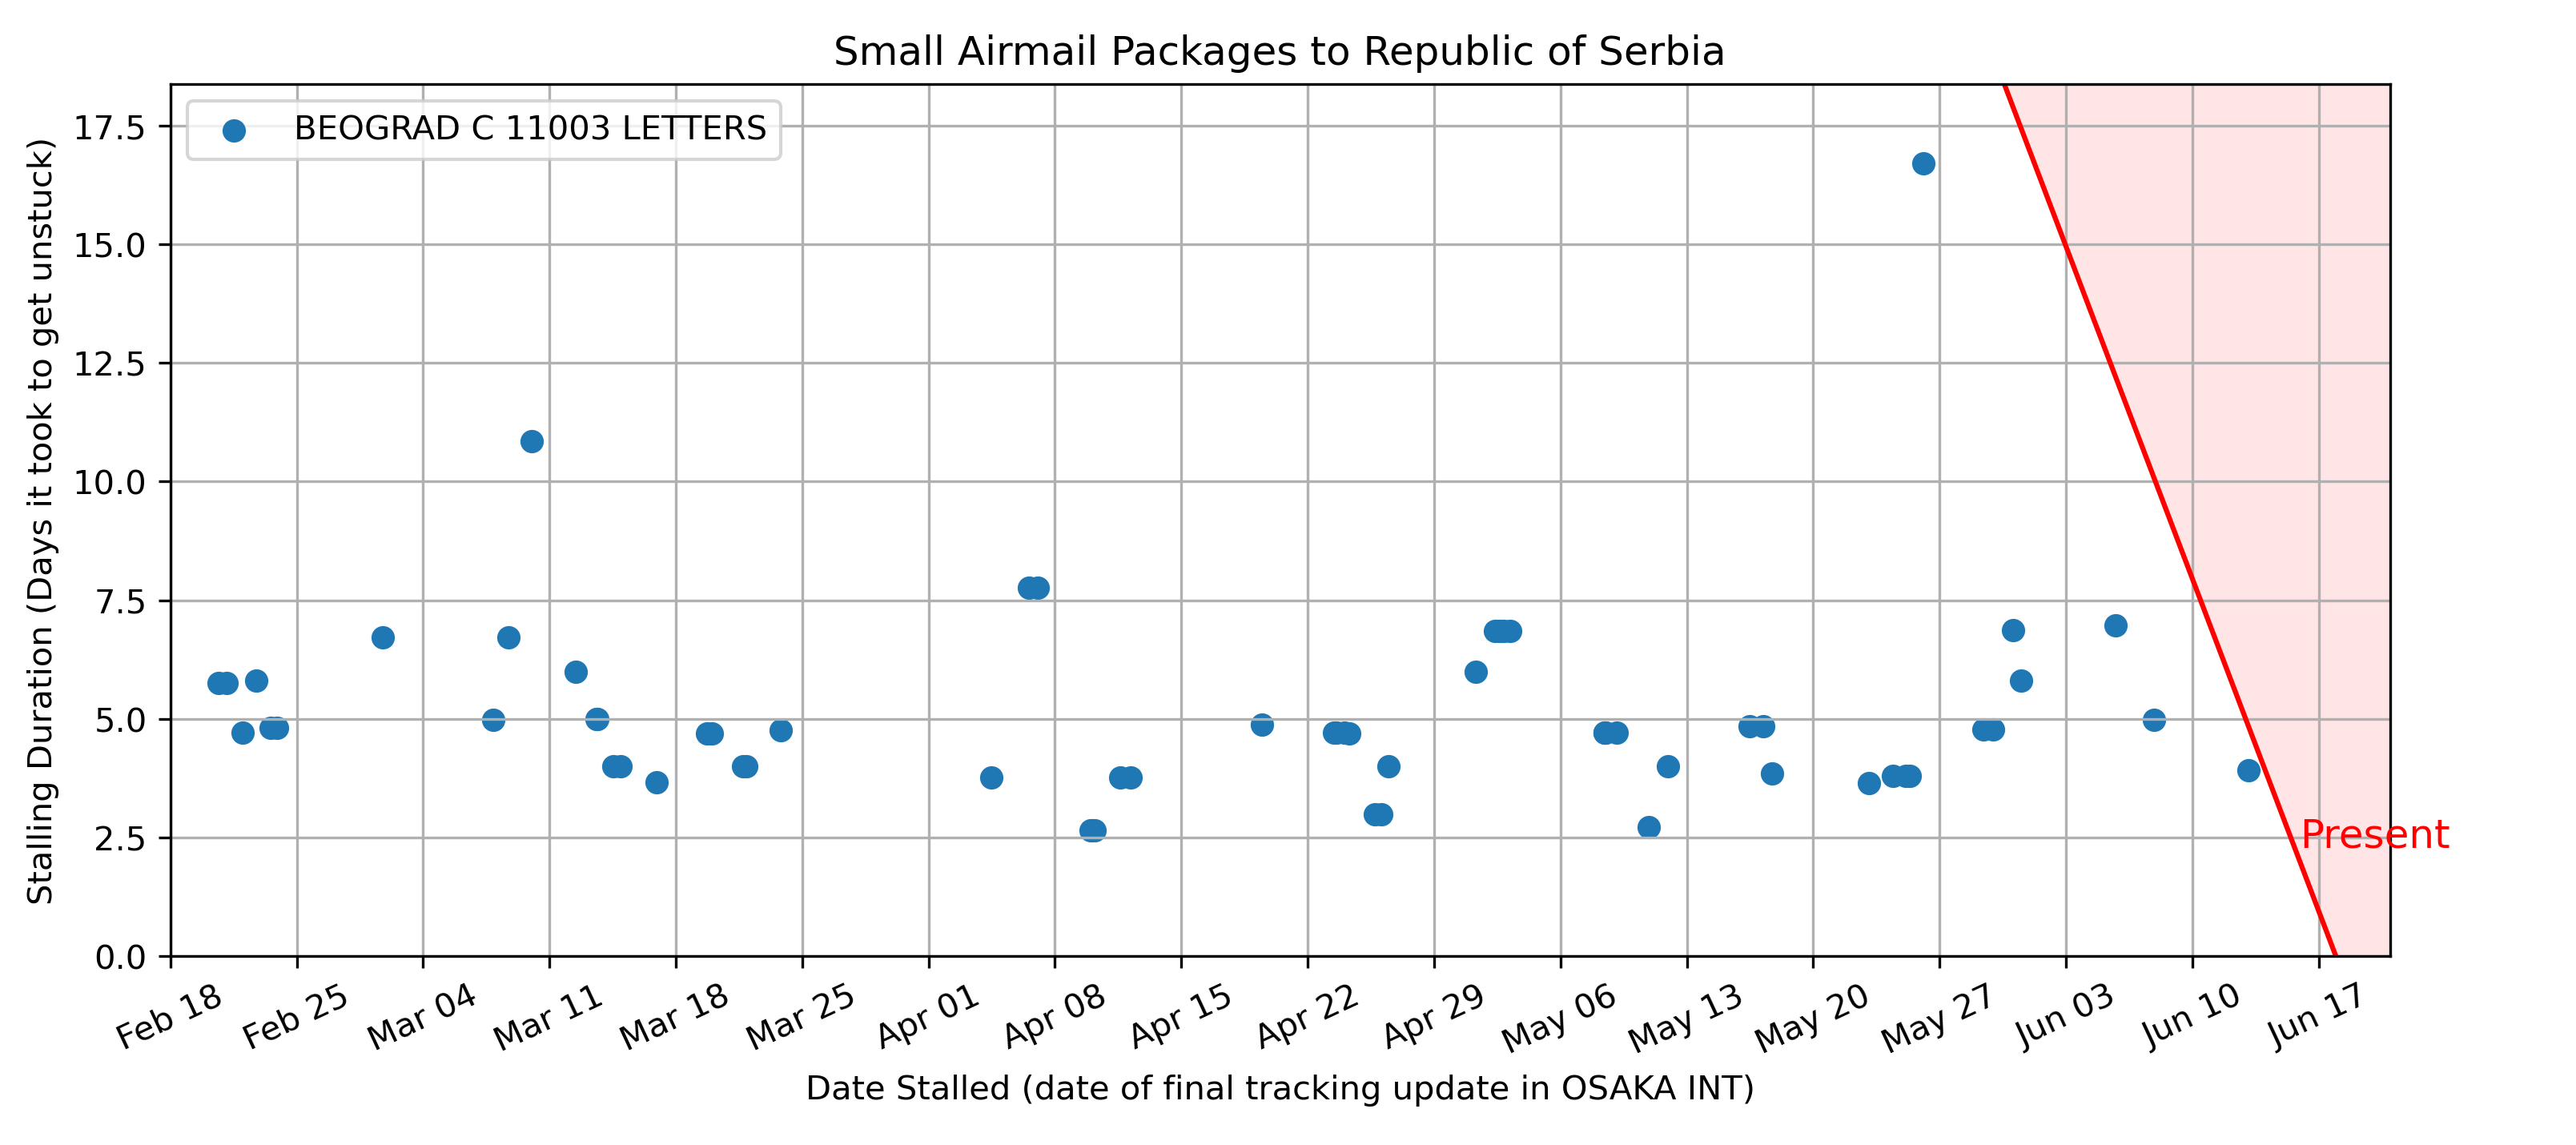 Small Airmail Packages to Republic of Serbia
BEOGRAD C 11003 LETTERS
Stalling Duration (Days it took to get unstuck)
17.5
15.0
12.5
10.0
7.5
5.0
2.5
0.0
Present
Feb 18
Feb 25
Mar 04
Mar 11
Mar 18
Mar 25
Apr 01
Apr 08
Apr 15
Apr 22
Apr 29
May 06
May 13
May 20
May 27
Jun 03
Jun 10
Jun 17
Date Stalled (date of final tracking update in OSAKA INT)